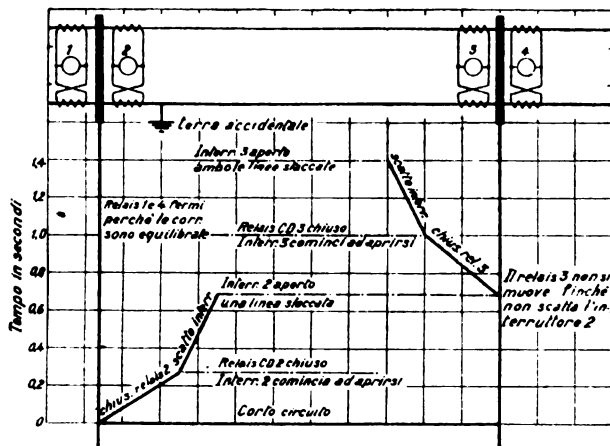 1 2 3 4
terra accidentale
Interr. 3 aperto
ambole linee staccate
1,4
1,2
Relais 1 e 4 fermi
perchè le corr.
sono equilibrate
Relais CD 3 chiuso
Interr. 3 cominci ad aprirsi
1,0
scatto interr.
chius. rel. 3
Tempo in secondi
0,8
Interr. 2 aperto
una linea staccata
0,6
Il relais 3 non si
muove finché
non scatta l'in-
terruttore 2
0,4
chius. relais 2
scatto interr.
Relais CD 2 chiuso
Interr. 2 comincia ad aprirsi
0,2
Corto circuito
0